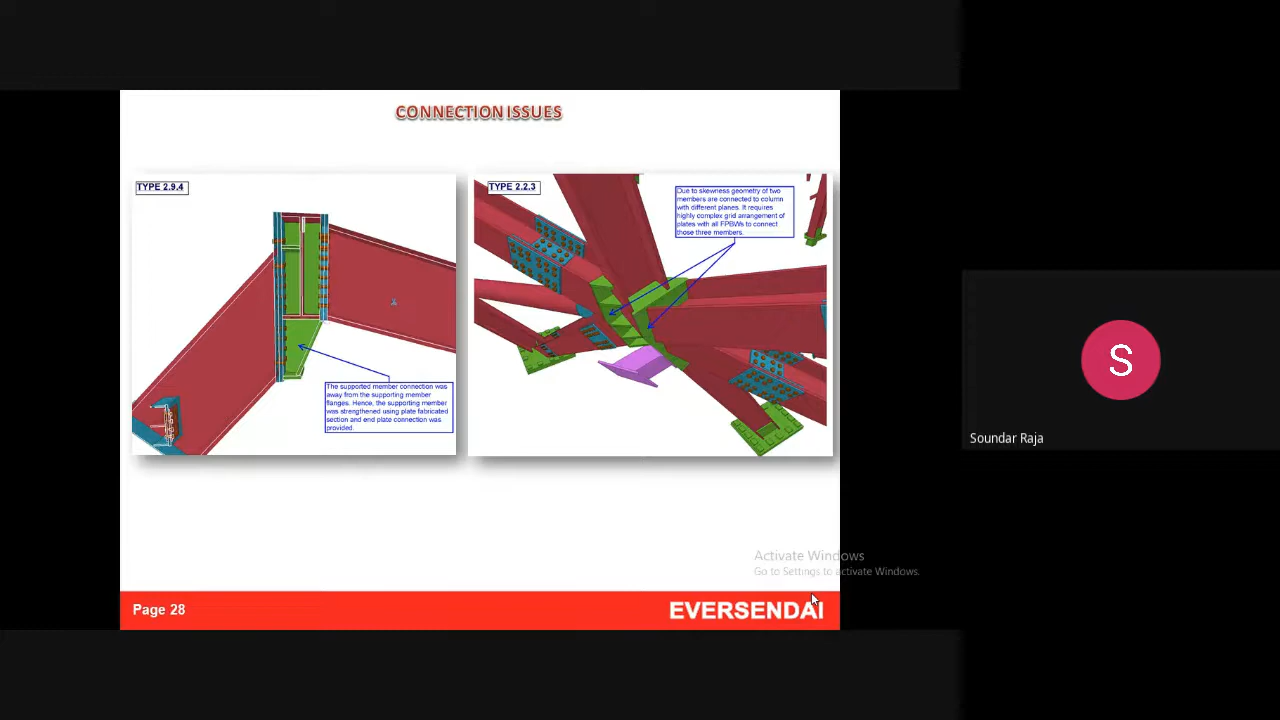 CONNECTION ISSUES
TYPE 2.9.4
The supported member connection was
away from the supporting member
flanges. Hence, the supporting member
was strengthened using plate fabricated
section and end plate connection was
provided.
TYPE 2.2.3
Due to skewness geometry of two
members are connected to column
with different planes. It requires
highly complex grid arrangement of
plates with all FPBWs to connect
those three members.
S
Soundar Raja
Activate Windows
Go to Settings to activate Windows.
Page 28
EVERSENDAI